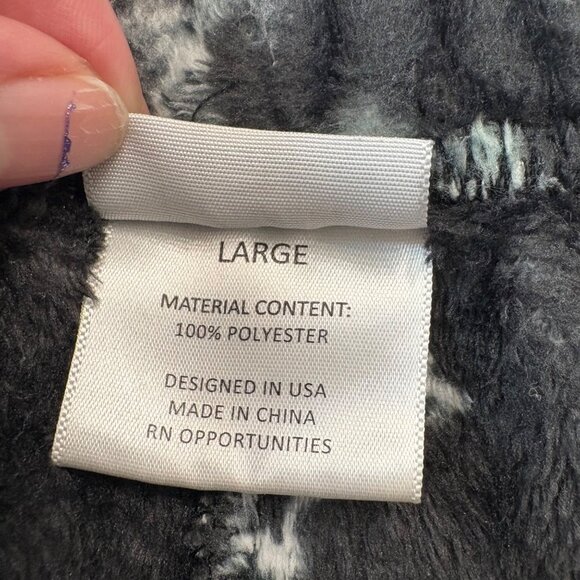 LARGE
MATERIAL CONTENT:
100% POLYESTER
DESIGNED IN USA
MADE IN CHINA
RN OPPORTUNITIES